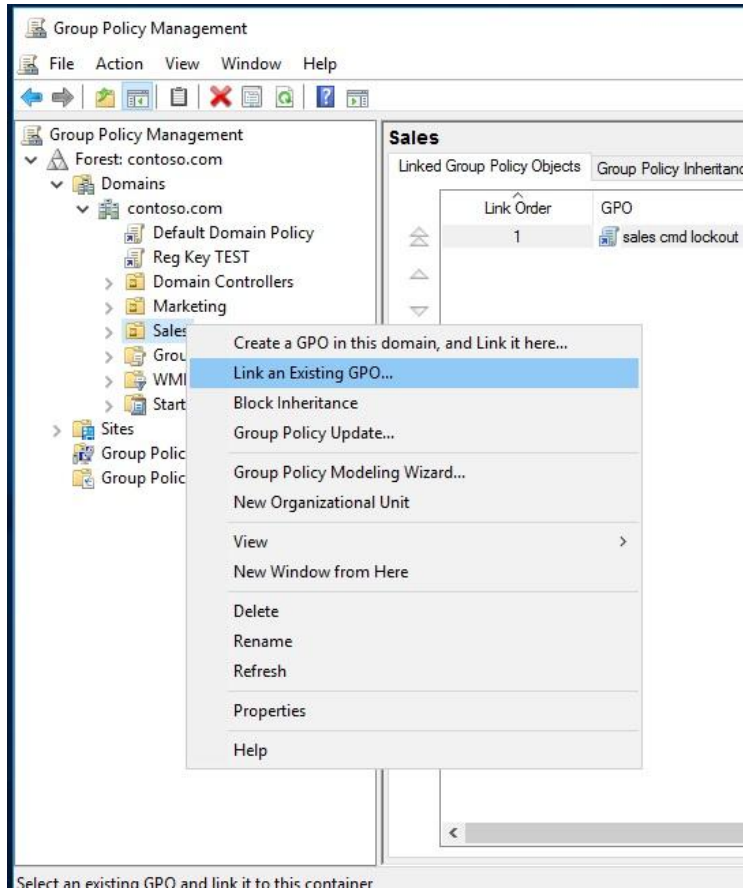 Group Policy Management
File Action View Window Help
Group Policy Management
Forest: contoso.com
Domains
contoso.com
Default Domain Policy
Reg Key TEST
Domain Controllers
Marketing
Sales
Grou
WMI
Start
Sites
Group Polic
Group Polic
Sales
Linked Group Policy Objects Group Policy Inheritanc
Link Order GPO
1 sales cmd lockout
Create a GPO in this domain, and Link it here...
Link an Existing GPO...
Block Inheritance
Group Policy Update...
Group Policy Modeling Wizard...
New Organizational Unit
View
New Window from Here
Delete
Rename
Refresh
Properties
Help
Select an existing GPO and link it to this container